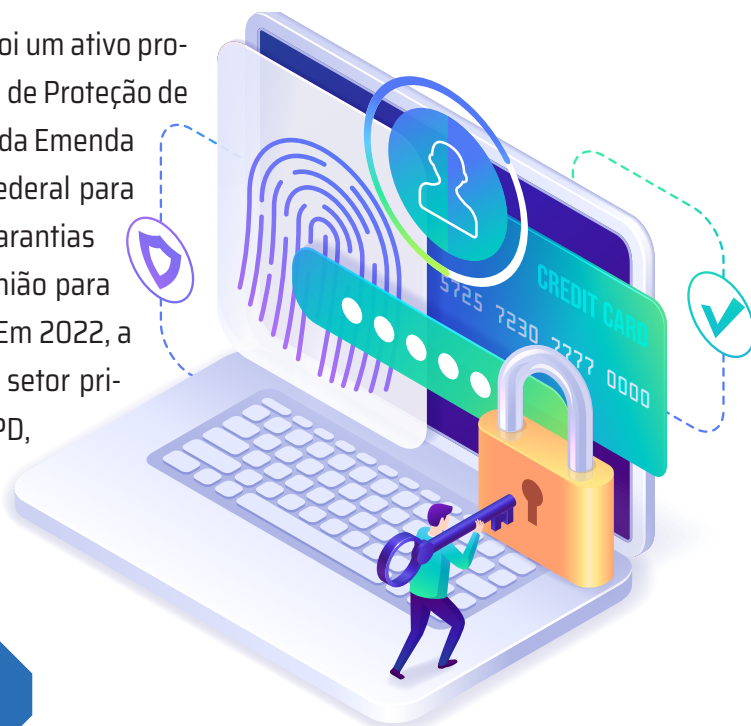 oi um ativo pro-
de Proteção de
da Emenda
ederal para
arantias
nião para
Em 2022, a
setor pri-
PD,
CREDIT CARD
5725 7230 7777 0000